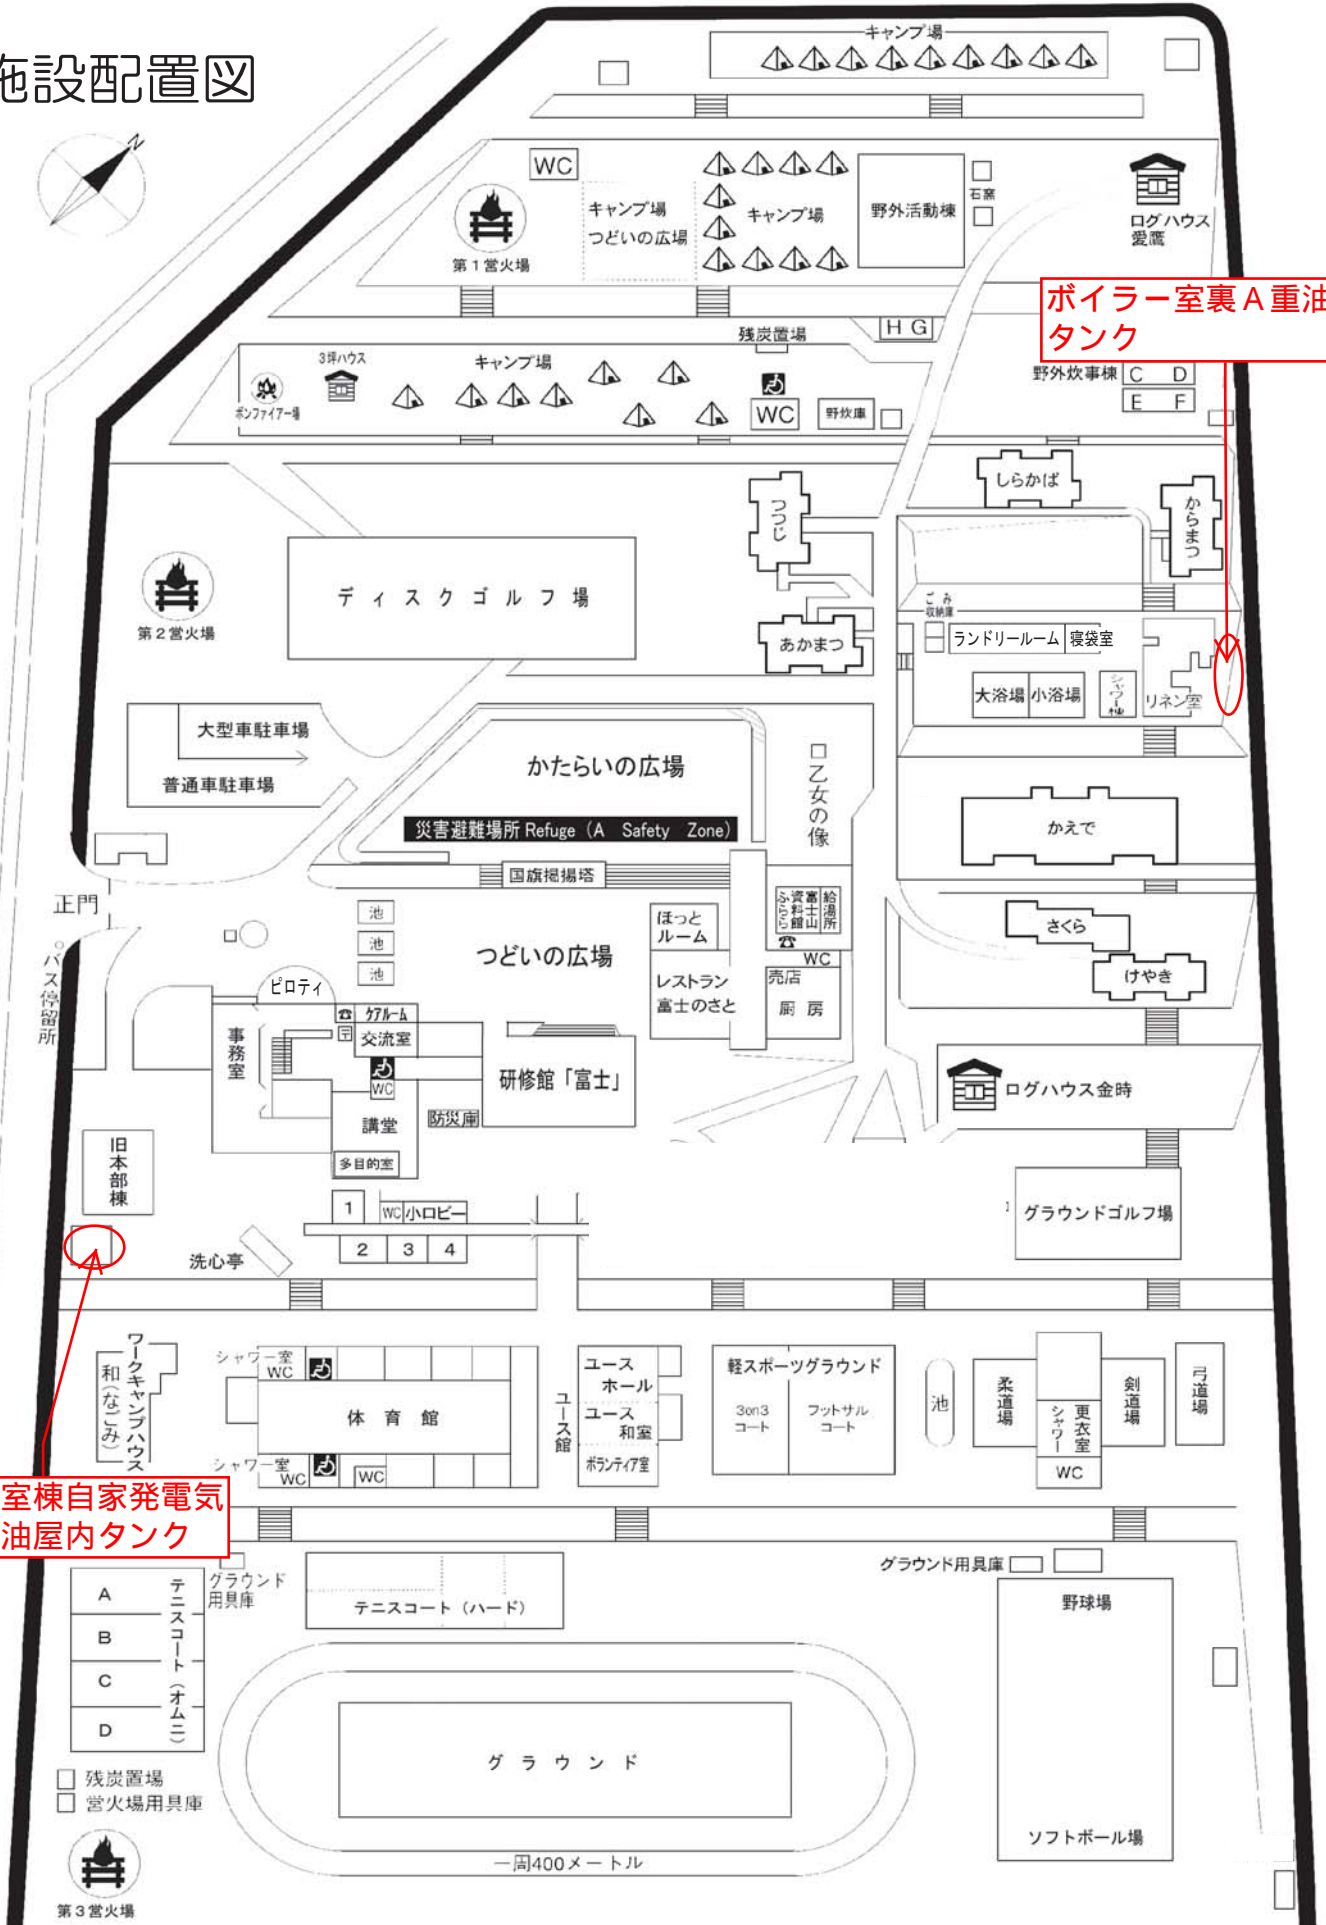 施設配置図
N
キャンプ場
WC
キャンプ場
つどいの広場
キャンプ場
野外活動棟
石窯
ログハウス
愛鷹
第1営火場
ボイラー室裏A重油
タンク
残炭置場
H G
3坪ハウス
キャンプ場
ボンファイアー場
WC
野炊庫
野外炊事棟
C D
E F
しらかば
つつじ
からまつ
第2営火場
ディスクゴルフ場
あかまつ
ごみ
収納庫
ランドリールーム
寝袋室
大浴場
小浴場
シャワー棟
リネン室
大型車駐車場
普通車駐車場
かたらいの広場
乙女の像
災害避難場所 Refuge (A Safety Zone)
かえで
国旗掲揚塔
正門
バス停留所
池
池
池
つどいの広場
ほっと
ルーム
富士山
資料館
ふらっと
給湯所
WC
レストラン
富士のさと
売店
厨房
さくら
けやき
ピロティ
事務室
ケアルーム
交流室
WC
講堂
防災庫
研修館「富士」
多目的室
ログハウス金時
旧本部棟
1
WC
小ロビー
2 3 4
洗心亭
グラウンドゴルフ場
ワークキャンプハウス
和(なごみ)
シャワー室
WC
体育館
シャワー室
WC
WC
ユース館
ユース
ホール
ユース
和室
ボランティア室
軽スポーツグラウンド
3on3
コート
フットサル
コート
池
柔道場
更衣室
シャワー
WC
剣道場
弓道場
室棟自家発電気
油屋内タンク
グラウンド
用具庫
テニスコート(ハード)
グラウンド用具庫
野球場
A
B
C
D
テニスコート(オムニ)
残炭置場
営火場用具庫
グラウンド
一周400メートル
ソフトボール場
第3営火場